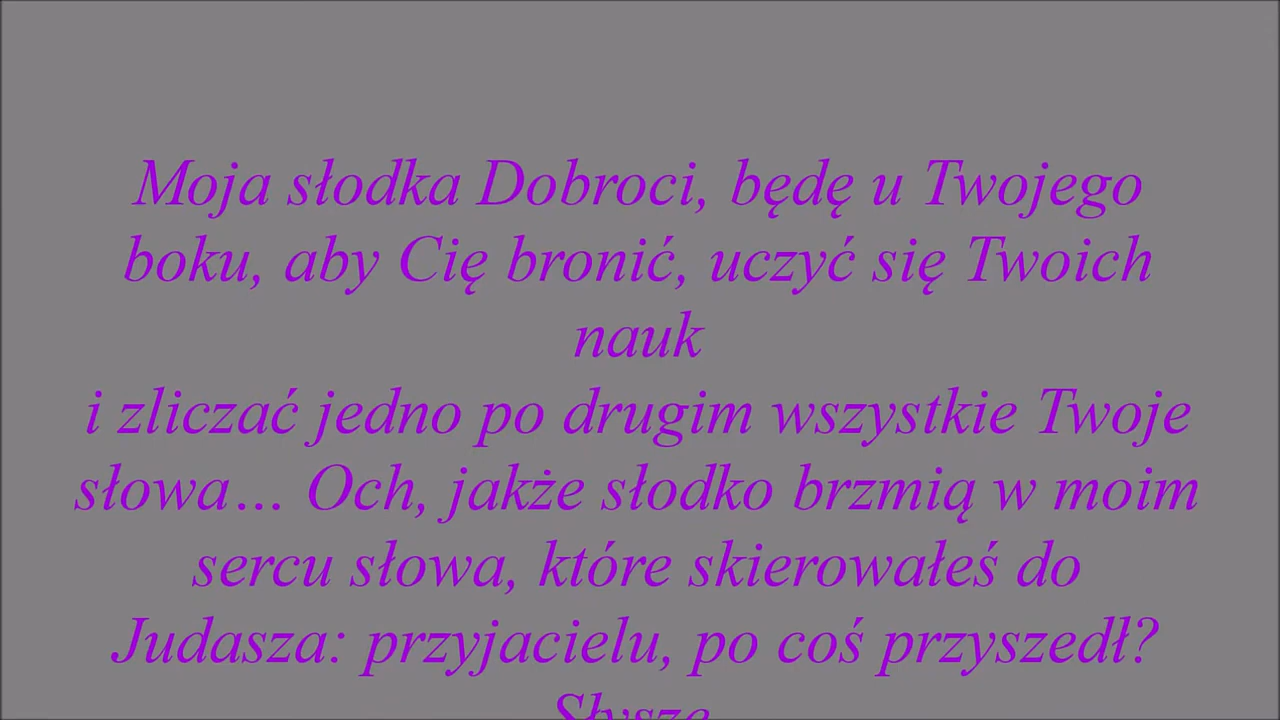 Moja słodka Dobroci, będę u Twojego
boku, aby Cię bronić, uczyć się Twoich
nauk
i zliczać jedno po drugim wszystkie Twoje
słowa… Och, jakże słodko brzmią w moim
sercu słowa, które skierowałeś do
Judasza: przyjacielu, po coś przyszedł?